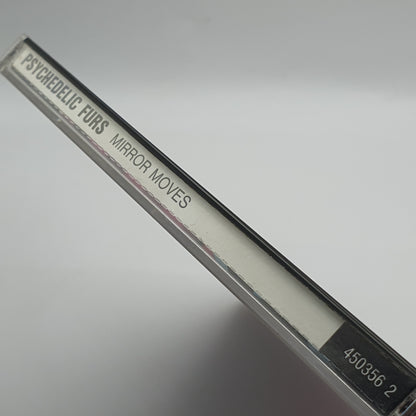 PSYCHEDELIC FURS MIRROR MOVES
450356 2